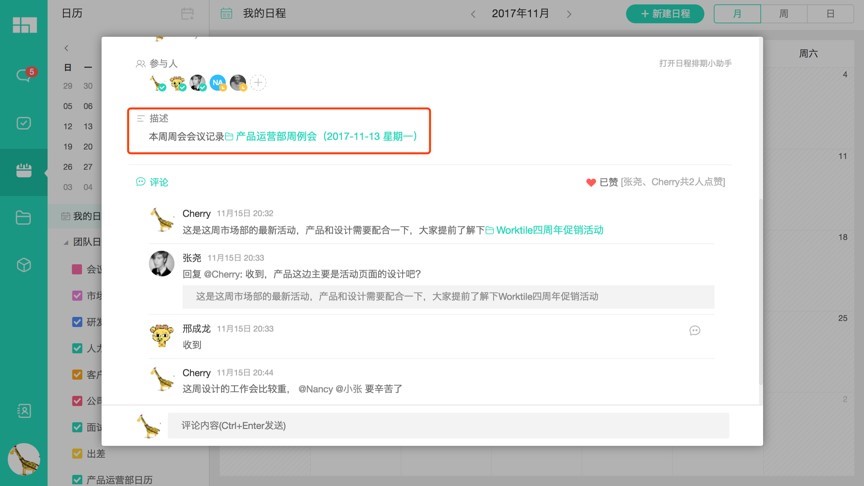 日历
我的日程
2017年11月
+ 新建日程
月
周
日
5
日
一
29
30
05
06
12
13
19
20
26
27
03
04
我的日
团队日
会议
市场
研发
人力
客户
公司
面试
出差
产品运营部日历
周六
4
11
18
25
2
参与人
打开日程排期小助手
NA
描述
本周周会会议记录 产品运营部周例会（2017-11-13 星期一）
评论
已赞 [张尧、Cherry共2人点赞]
Cherry 11月15日 20:32
这是这周市场部的最新活动，产品和设计需要配合一下，大家提前了解下 Worktile四周年促销活动
张尧 11月15日 20:33
回复 @Cherry: 收到，产品这边主要是活动页面的设计吧?
这是这周市场部的最新活动，产品和设计需要配合一下，大家提前了解下Worktile四周年促销活动
邢成龙 11月15日 20:33
收到
Cherry 11月15日 20:44
这周设计的工作会比较重， @Nancy @小张 要辛苦了
评论内容(Ctrl+Enter发送)